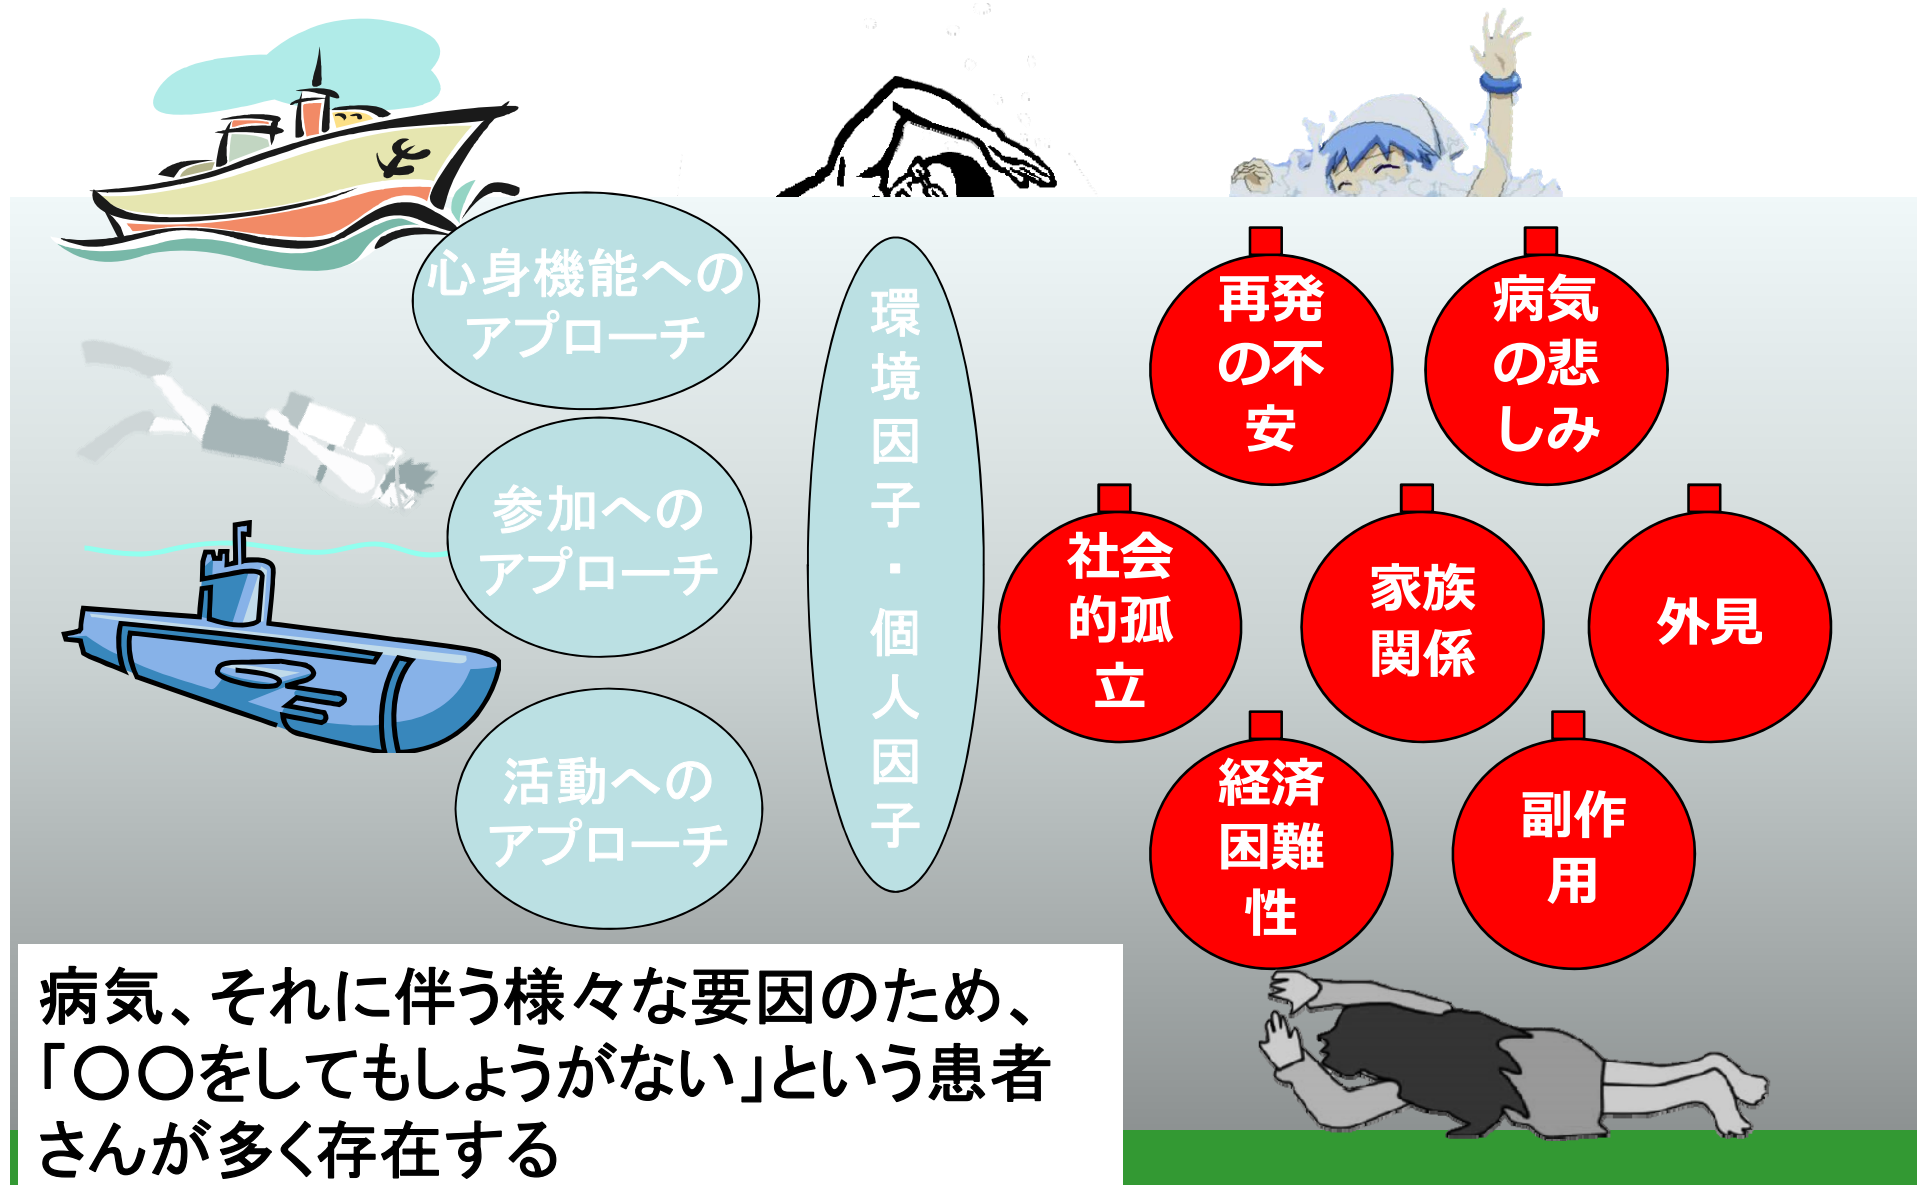 心身機能への
アプローチ
参加への
アプローチ
活動への
アプローチ
環
境
因
子
・
個
人
因
子
再発
の不
安
病気
の悲
しみ
社会
的孤
立
家族
関係
外見
経済
困難
性
副作
用
病気、それに伴う様々な要因のため、
「〇〇をしてもしょうがない」という患者
さんが多く存在する